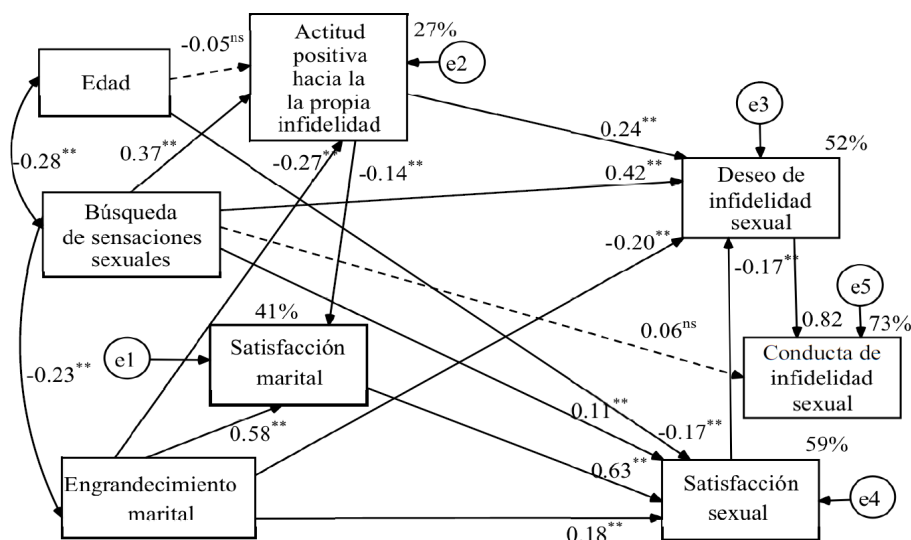 Edad
-0.05ns
Actitud
positiva
hacia la
la propia
infidelidad
27%
e2
e3
-0.28**
0.37**
-0.27**
-0.14**
0.24**
0.42**
52%
Deseo de
infidelidad
sexual
Búsqueda
de sensaciones
sexuales
-0.20**
-0.17**
e5
41%
0.06ns
0.82
73%
e1
Satisfacción
marital
Conducta de
infidelidad
sexual
-0.23**
0.58**
0.11**
-0.17**
59%
0.63**
Engrandecimiento
marital
0.18**
Satisfacción
sexual
e4